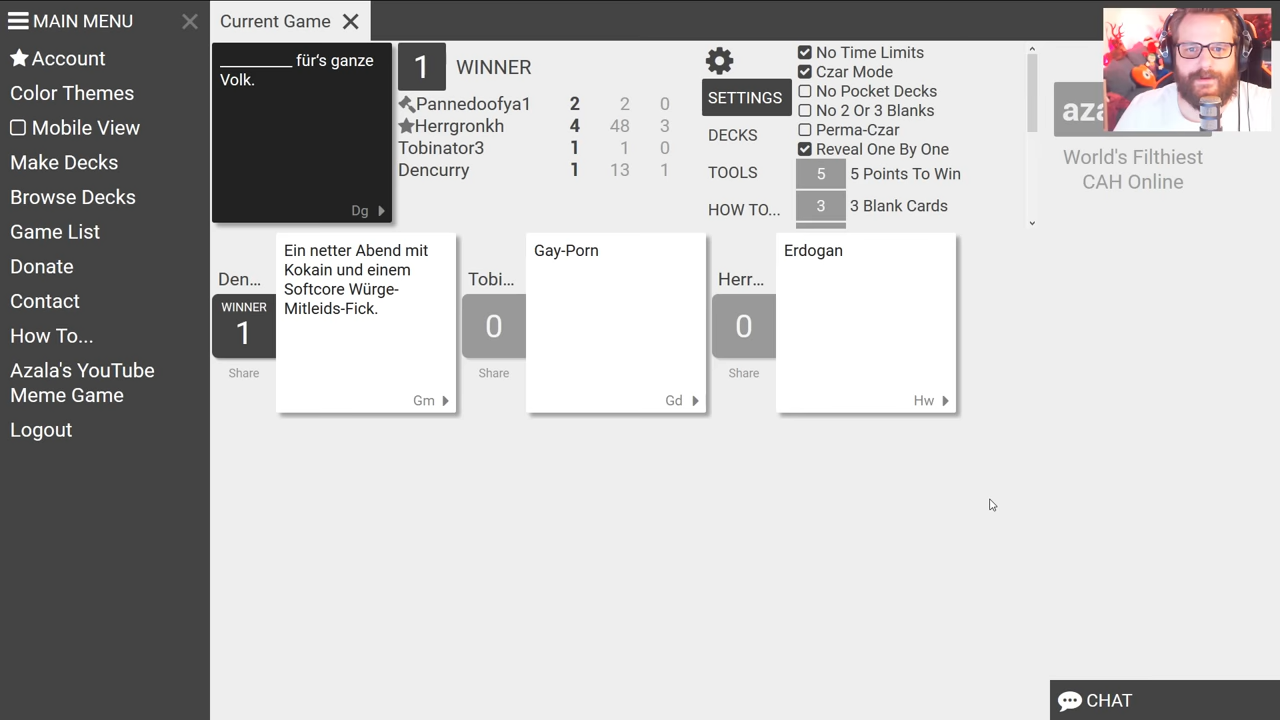 MAIN MENU
Account
Color Themes
Mobile View
Make Decks
Browse Decks
Game List
Donate
Contact
How To...
Azala's YouTube
Meme Game
Logout
Current Game
_________ für's ganze
Volk.
Dg
1 WINNER
Pannedoofya1 2 2 0
Herrgronkh 4 48 3
Tobinator3 1 1 0
Dencurry 1 13 1
SETTINGS
DECKS
TOOLS
HOW TO...
No Time Limits
Czar Mode
No Pocket Decks
No 2 Or 3 Blanks
Perma-Czar
Reveal One By One
5 5 Points To Win
3 3 Blank Cards
World's Filthiest
CAH Online
Den...
WINNER
1
Share
Ein netter Abend mit
Kokain und einem
Softcore Würge-
Mitleids-Fick.
Gm
Tobi...
0
Share
Gay-Porn
Gd
Herr...
0
Share
Erdogan
Hw
CHAT